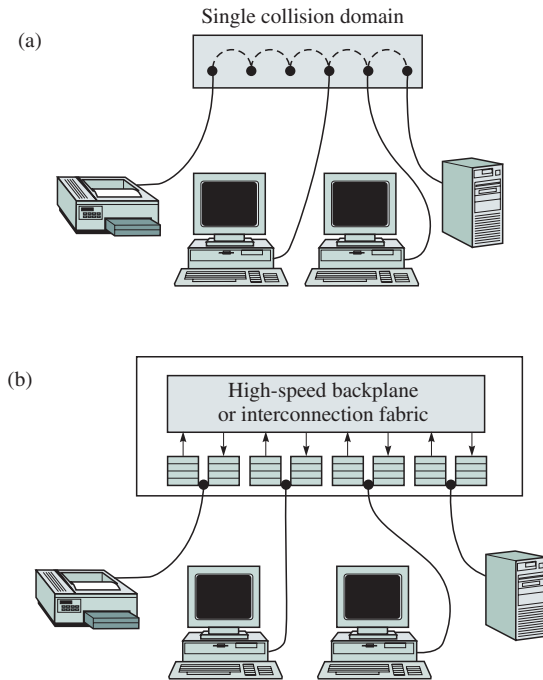 Single collision domain
(a)
(b)
High-speed backplane
or interconnection fabric